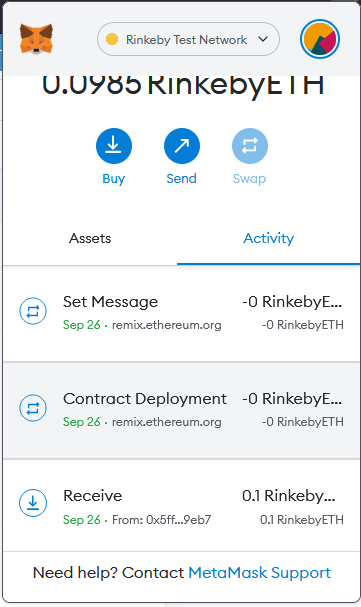 Rinkeby Test Network
0.0985 RinkebyETH
Buy Send Swap
Assets Activity
Set Message -0 RinkebyE...
Sep 26 · remix.ethereum.org -0 RinkebyETH
Contract Deployment -0 RinkebyE...
Sep 26 · remix.ethereum.org -0 RinkebyETH
Receive 0.1 Rinkeby...
Sep 26 · From: 0x5ff...9eb7 0.1 RinkebyETH
Need help? Contact MetaMask Support